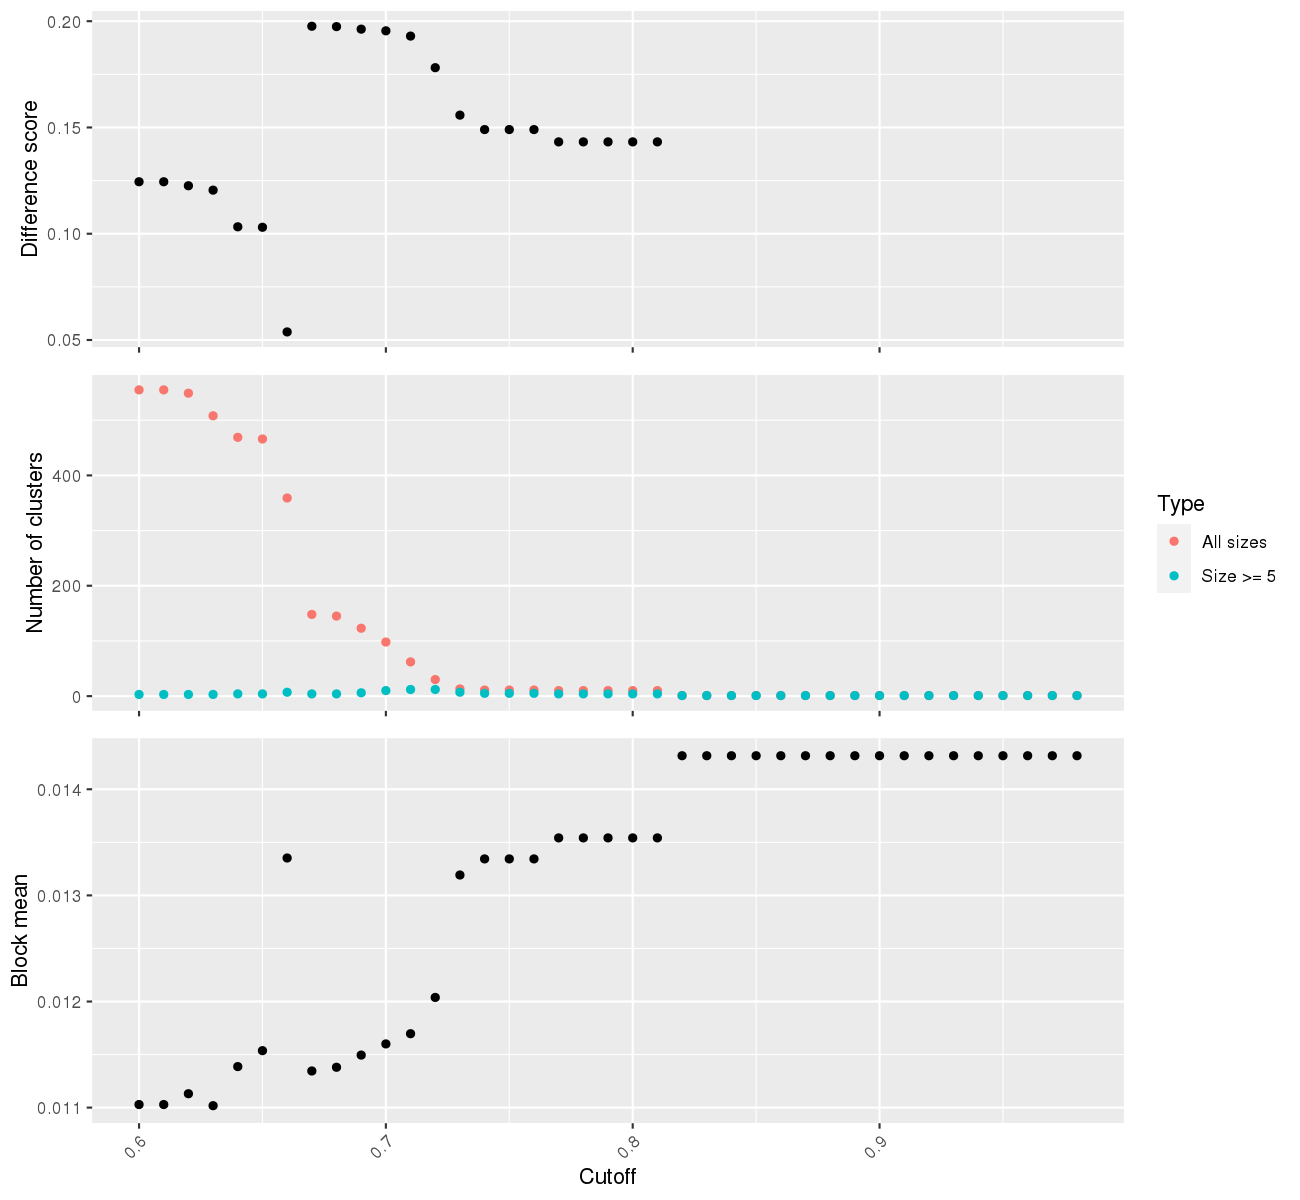 Difference score
0.20
0.15
0.10
0.05
Number of clusters
400
200
0
Type
All sizes
Size >= 5
Block mean
0.014
0.013
0.012
0.011
0.6
0.7
0.8
0.9
Cutoff